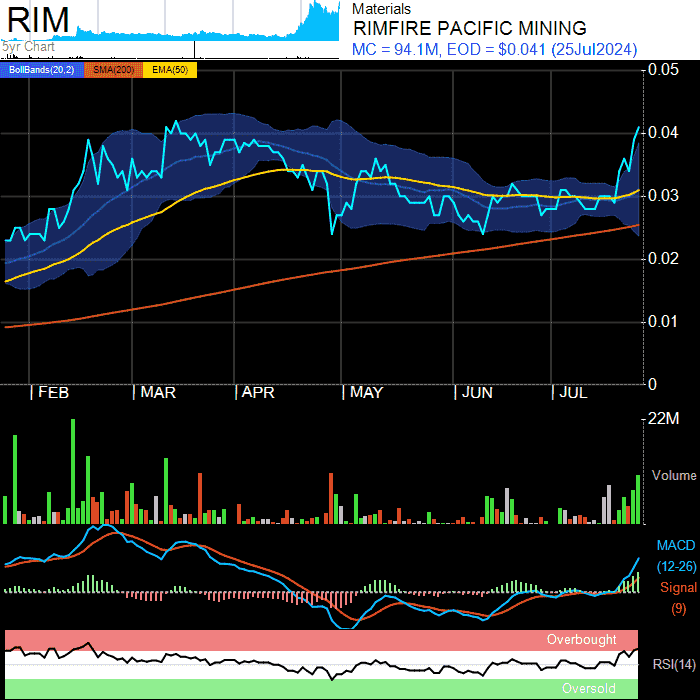 RIM
5yr Chart
Materials
RIMFIRE PACIFIC MINING
MC = 94.1M, EOD = $0.041 (25Jul2024)
BollBands(20,2) SMA(200) EMA(50)
0.05
0.04
0.03
0.02
0.01
0
| FEB | MAR | APR | MAY | JUN | JUL
22M
Volume
MACD
(12-26)
Signal
(9)
Overbought
RSI(14)
Oversold